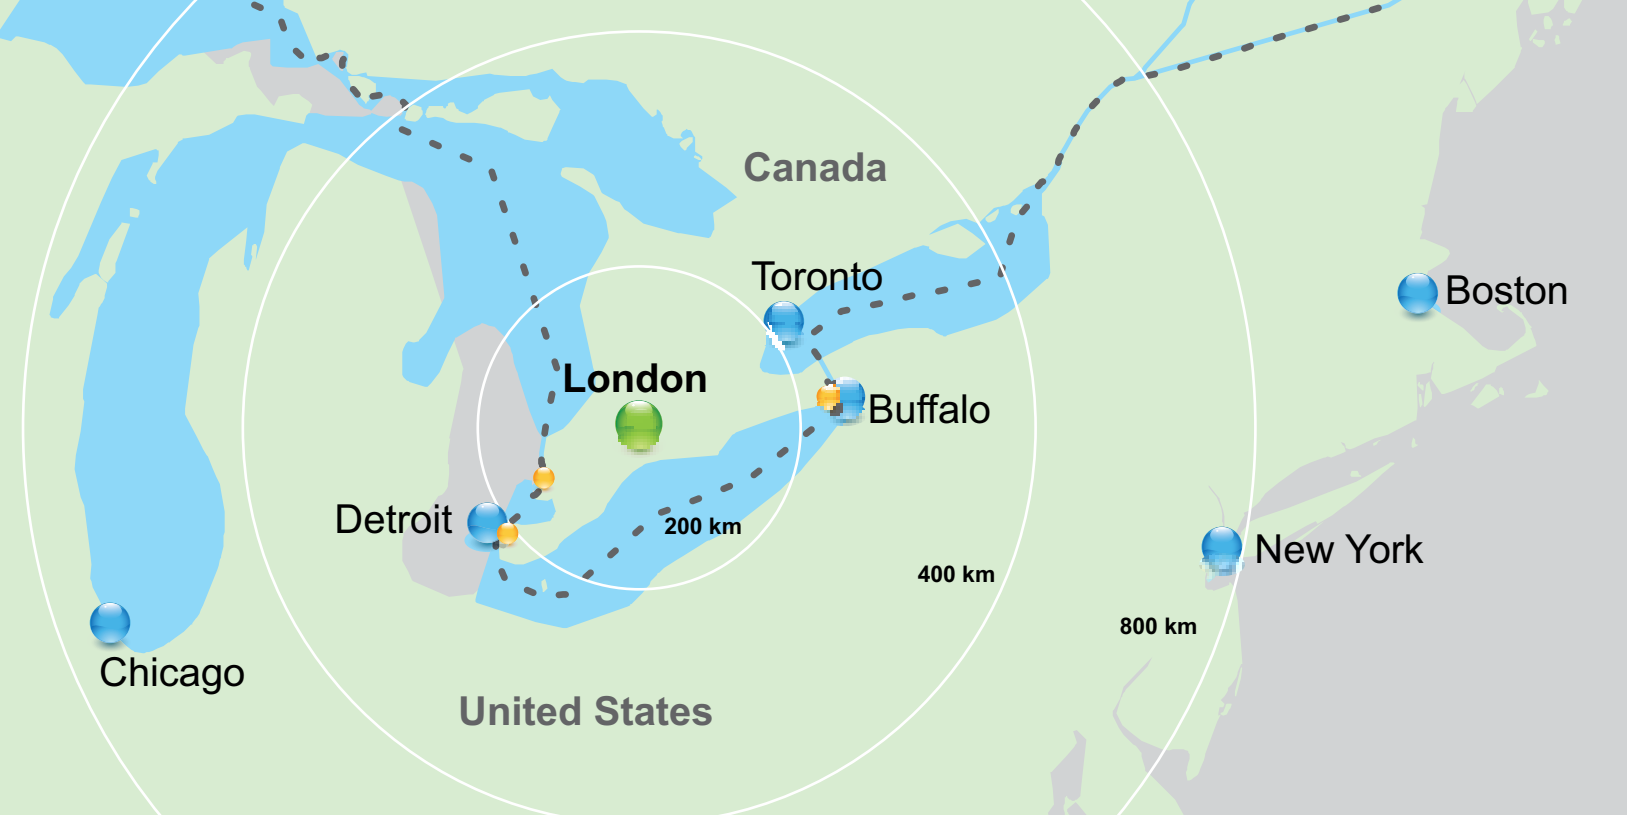 Canada
Toronto
Boston
London
Buffalo
Detroit
200 km
New York
400 km
800 km
Chicago
United States